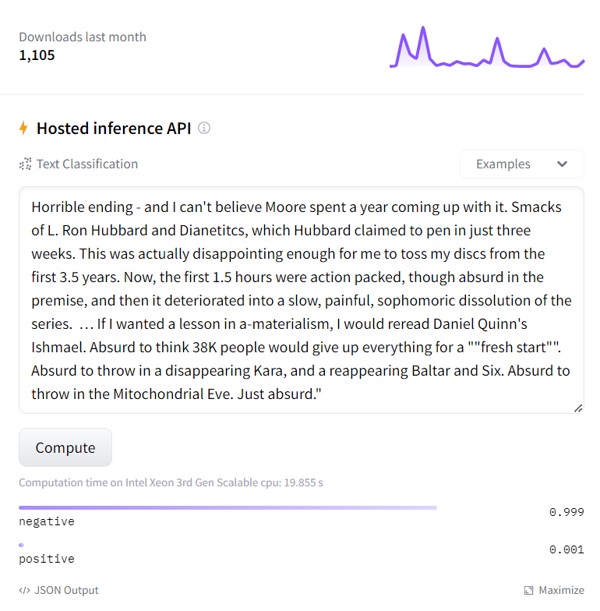 Downloads last month
1,105
Hosted inference API
Text Classification
Examples
Horrible ending - and I can't believe Moore spent a year coming up with it. Smacks
of L. Ron Hubbard and Dianetitcs, which Hubbard claimed to pen in just three
weeks. This was actually disappointing enough for me to toss my discs from the
first 3.5 years. Now, the first 1.5 hours were action packed, though absurd in the
premise, and then it deteriorated into a slow, painful, sophomoric dissolution of the
series. … If I wanted a lesson in a-materialism, I would reread Daniel Quinn's
Ishmael. Absurd to think 38K people would give up everything for a ""fresh start"".
Absurd to throw in a disappearing Kara, and a reappearing Baltar and Six. Absurd to
throw in the Mitochondrial Eve. Just absurd."
Compute
Computation time on Intel Xeon 3rd Gen Scalable cpu: 19.855 s
negative 0.999
positive 0.001
</> JSON Output
Maximize